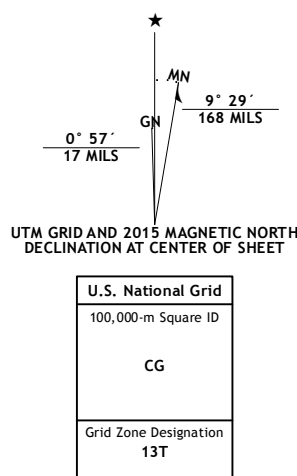 ★
MN
GN
9° 29´
168 MILS
0° 57´
17 MILS
UTM GRID AND 2015 MAGNETIC NORTH
DECLINATION AT CENTER OF SHEET
U.S. National Grid
100,000-m Square ID
CG
Grid Zone Designation
13T